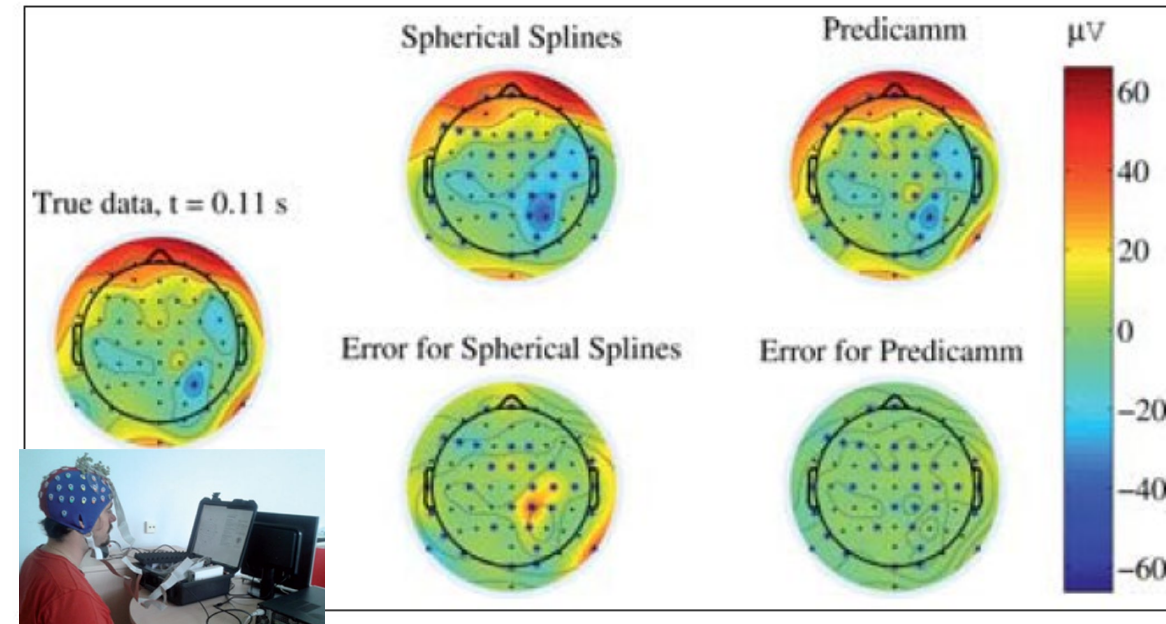 Spherical Splines
Predicamm
μV
True data, t = 0.11 s
Error for Spherical Splines
Error for Predicamm
60
40
20
0
−20
−40
−60